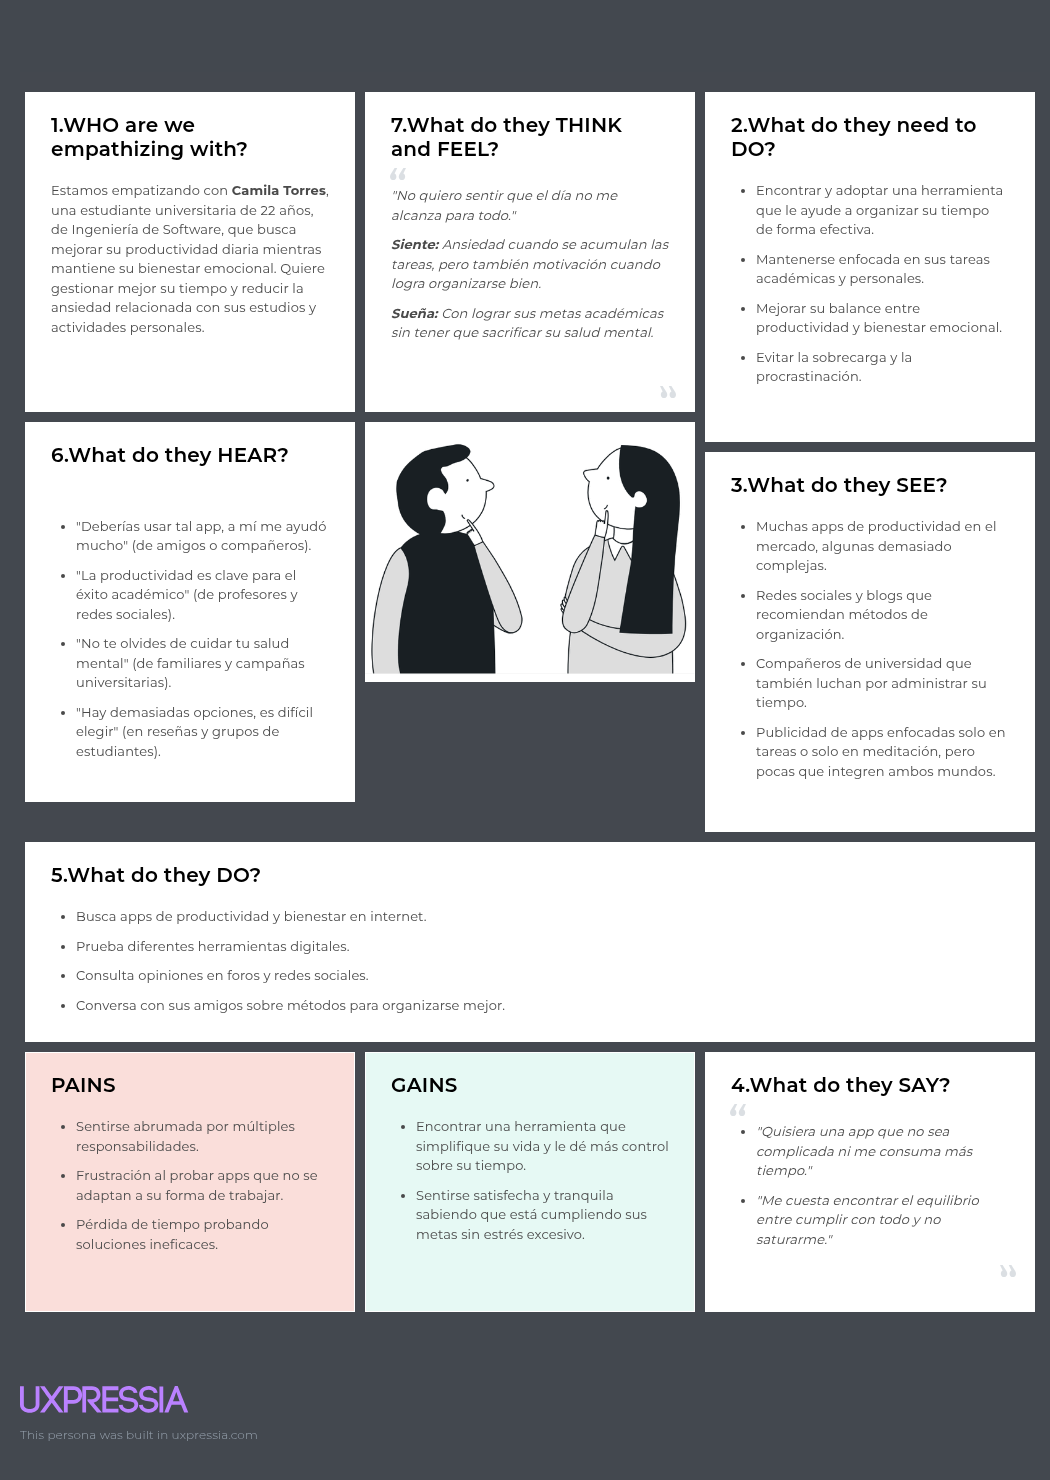 1.WHO are we
empathizing with?
Estamos empatizando con Camila Torres,
una estudiante universitaria de 22 años,
de Ingeniería de Software, que busca
mejorar su productividad diaria mientras
mantiene su bienestar emocional. Quiere
gestionar mejor su tiempo y reducir la
ansiedad relacionada con sus estudios y
actividades personales.
7.What do they THINK
and FEEL?
“
"No quiero sentir que el día no me
alcanza para todo."
Siente: Ansiedad cuando se acumulan las
tareas, pero también motivación cuando
logra organizarse bien.
Sueña: Con lograr sus metas académicas
sin tener que sacrificar su salud mental.
”
2.What do they need to
DO?
• Encontrar y adoptar una herramienta
que le ayude a organizar su tiempo
de forma efectiva.
• Mantenerse enfocada en sus tareas
académicas y personales.
• Mejorar su balance entre
productividad y bienestar emocional.
• Evitar la sobrecarga y la
procrastinación.
6.What do they HEAR?
• "Deberías usar tal app, a mí me ayudó
mucho" (de amigos o compañeros).
• "La productividad es clave para el
éxito académico" (de profesores y
redes sociales).
• "No te olvides de cuidar tu salud
mental" (de familiares y campañas
universitarias).
• "Hay demasiadas opciones, es difícil
elegir" (en reseñas y grupos de
estudiantes).
3.What do they SEE?
• Muchas apps de productividad en el
mercado, algunas demasiado
complejas.
• Redes sociales y blogs que
recomiendan métodos de
organización.
• Compañeros de universidad que
también luchan por administrar su
tiempo.
• Publicidad de apps enfocadas solo en
tareas o solo en meditación, pero
pocas que integren ambos mundos.
5.What do they DO?
• Busca apps de productividad y bienestar en internet.
• Prueba diferentes herramientas digitales.
• Consulta opiniones en foros y redes sociales.
• Conversa con sus amigos sobre métodos para organizarse mejor.
PAINS
• Sentirse abrumada por múltiples
responsabilidades.
• Frustración al probar apps que no se
adaptan a su forma de trabajar.
• Pérdida de tiempo probando
soluciones ineficaces.
GAINS
• Encontrar una herramienta que
simplifique su vida y le dé más control
sobre su tiempo.
• Sentirse satisfecha y tranquila
sabiendo que está cumpliendo sus
metas sin estrés excesivo.
4.What do they SAY?
“
• "Quisiera una app que no sea
complicada ni me consuma más
tiempo."
• "Me cuesta encontrar el equilibrio
entre cumplir con todo y no
saturarme."
”
UXPRESSIA
This persona was built in uxpressia.com